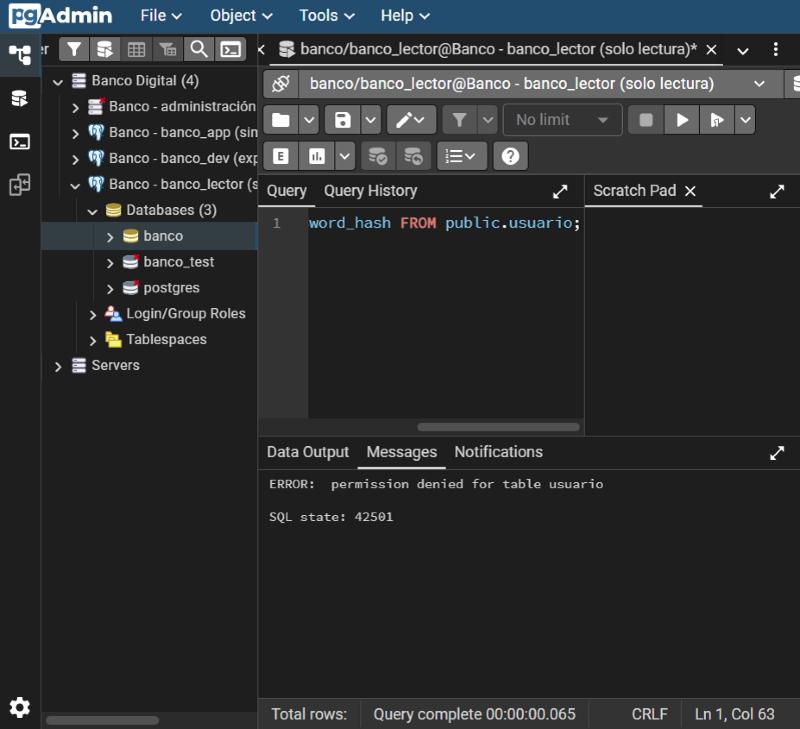 pgAdmin File Object Tools Help
banco/banco_lector@Banco - banco_lector (solo lectura)*
banco/banco_lector@Banco - banco_lector (solo lectura)
No limit
E
Query Query History Scratch Pad
1 word_hash FROM public.usuario;
Banco Digital (4)
Banco - administración
Banco - banco_app (sin
Banco - banco_dev (exp
Banco - banco_lector (s
Databases (3)
banco
banco_test
postgres
Login/Group Roles
Tablespaces
Servers
Data Output Messages Notifications
ERROR: permission denied for table usuario
SQL state: 42501
Total rows: Query complete 00:00:00.065 CRLF Ln 1, Col 63